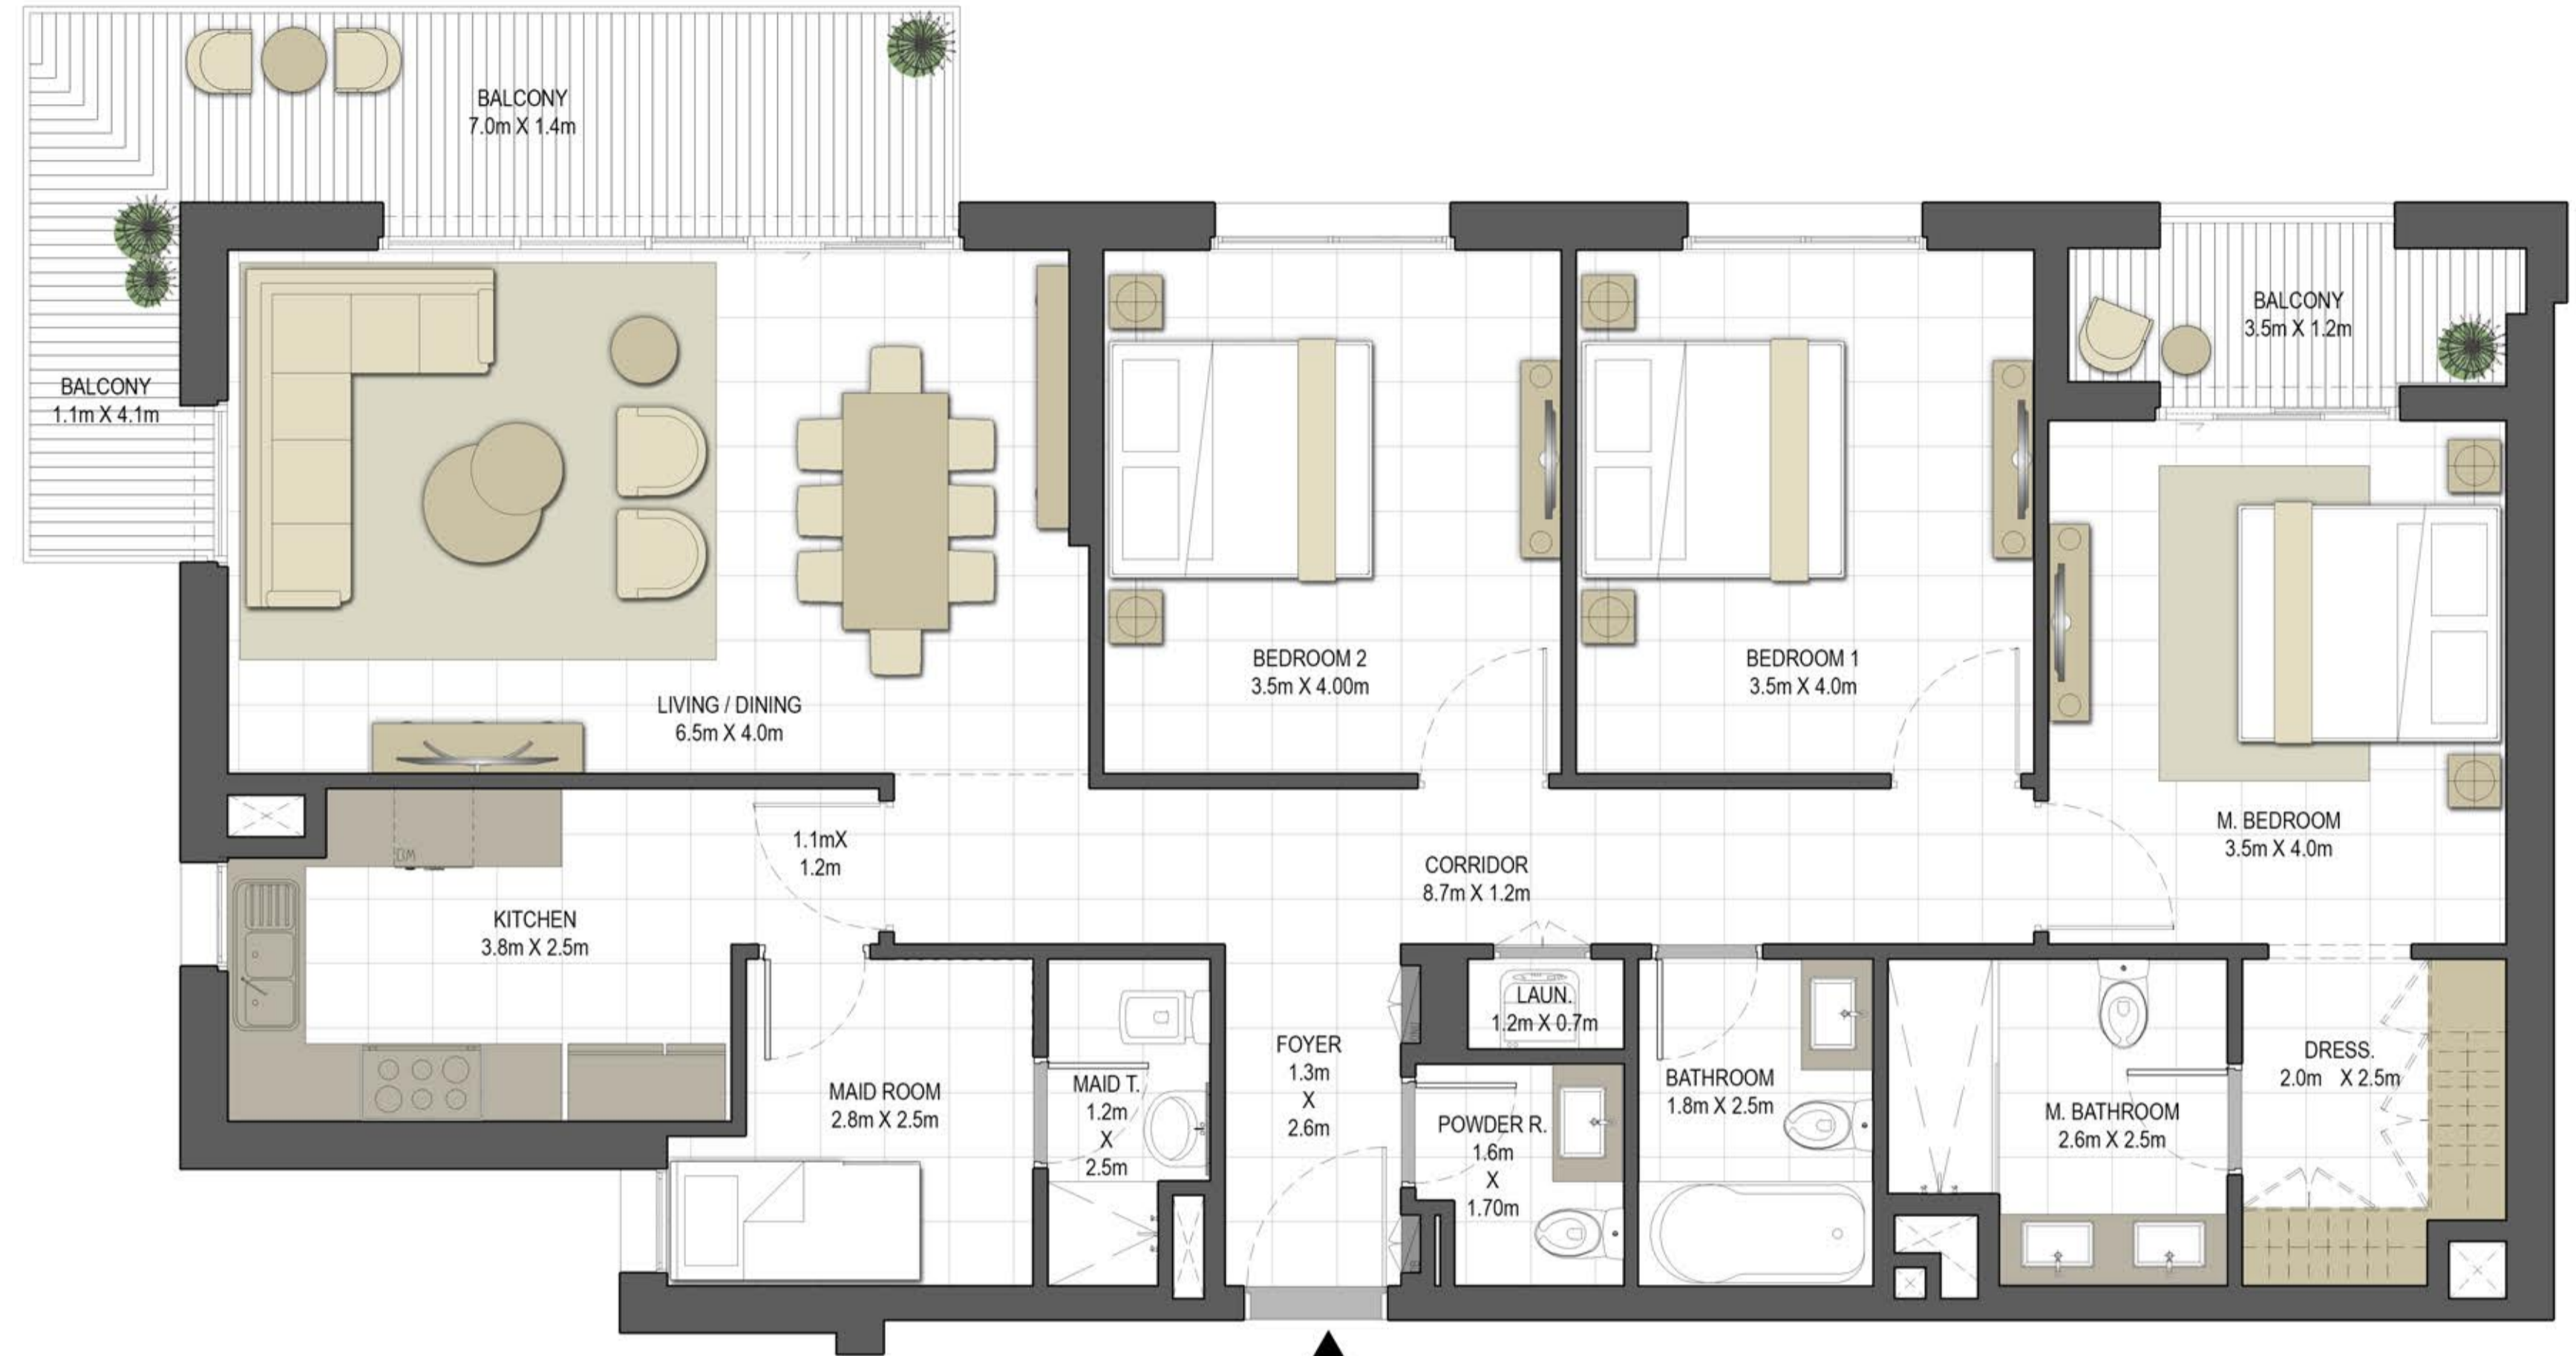 BALCONY
7.0m X 1.4m
BALCONY
1.1m X 4.1m
BALCONY
3.5m X 1.2m
LIVING / DINING
6.5m X 4.0m
BEDROOM 2
3.5m X 4.00m
BEDROOM 1
3.5m X 4.0m
M. BEDROOM
3.5m X 4.0m
1.1mX
1.2m
CORRIDOR
8.7m X 1.2m
KITCHEN
3.8m X 2.5m
MAID ROOM
2.8m X 2.5m
MAID T.
1.2m
X
2.5m
FOYER
1.3m
X
2.6m
LAUN.
1.2m X 0.7m
POWDER R.
1.6m
X
1.70m
BATHROOM
1.8m X 2.5m
M. BATHROOM
2.6m X 2.5m
DRESS.
2.0m X 2.5m